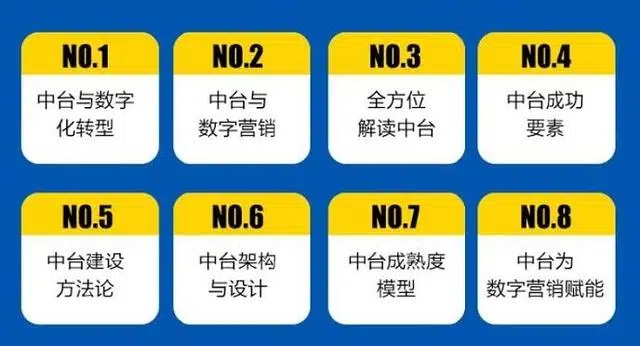 NO.1
中台与数字
化转型
NO.2
中台与
数字营销
NO.3
全方位
解读中台
NO.4
中台成功
要素
NO.5
中台建设
方法论
NO.6
中台架构
与设计
NO.7
中台成熟度
模型
NO.8
中台为
数字营销赋能